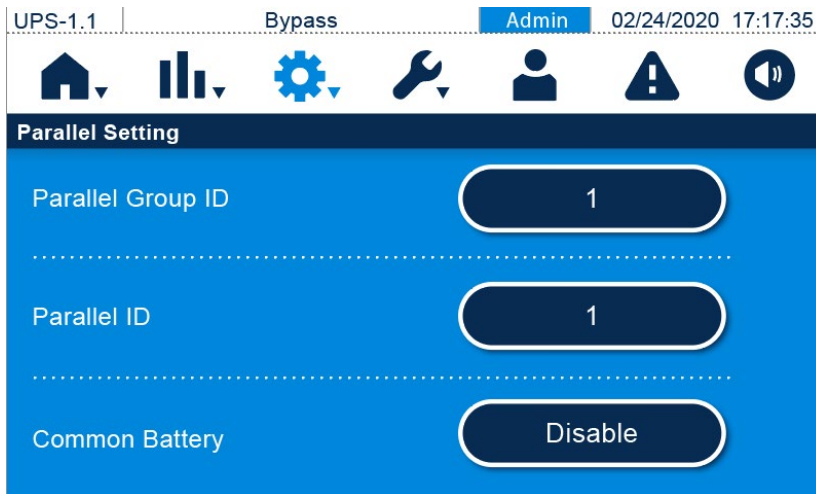 UPS-1.1 Bypass Admin 02/24/2020 17:17:35
Parallel Setting
Parallel Group ID 1
Parallel ID 1
Common Battery Disable